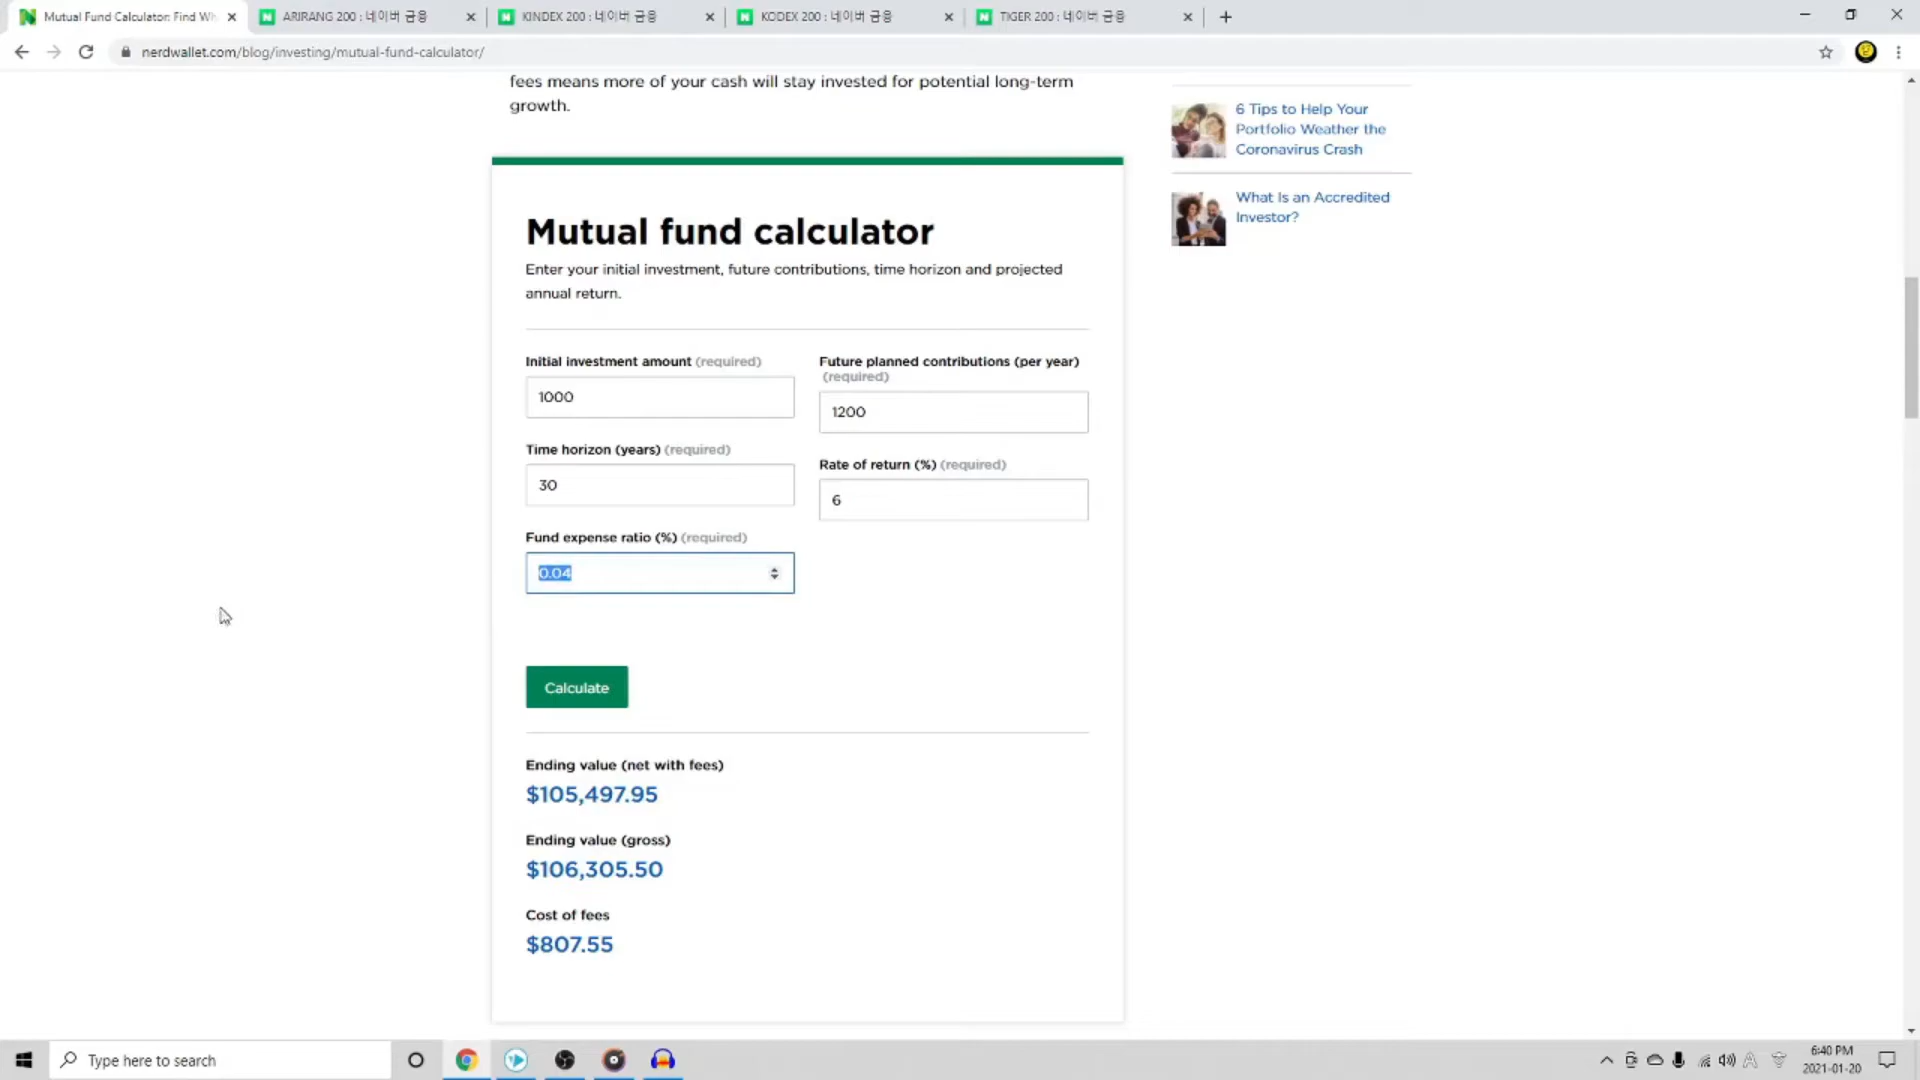 Mutual Fund Calculator: Find Wh
ARIRANG 200 : 네이버 금융
KINDEX 200 : 네이버 금융
KODEX 200 : 네이버 금융
TIGER 200 : 네이버 금융
nerdwallet.com/blog/investing/mutual-fund-calculator/
fees means more of your cash will stay invested for potential long-term
growth.
6 Tips to Help Your
Portfolio Weather the
Coronavirus Crash
What Is an Accredited
Investor?
Mutual fund calculator
Enter your initial investment, future contributions, time horizon and projected
annual return.
Initial investment amount (required)
1000
Future planned contributions (per year)
(required)
1200
Time horizon (years) (required)
30
Rate of return (%) (required)
6
Fund expense ratio (%) (required)
0.04
Calculate
Ending value (net with fees)
$105,497.95
Ending value (gross)
$106,305.50
Cost of fees
$807.55
Type here to search
A
6:40 PM
2021-01-20